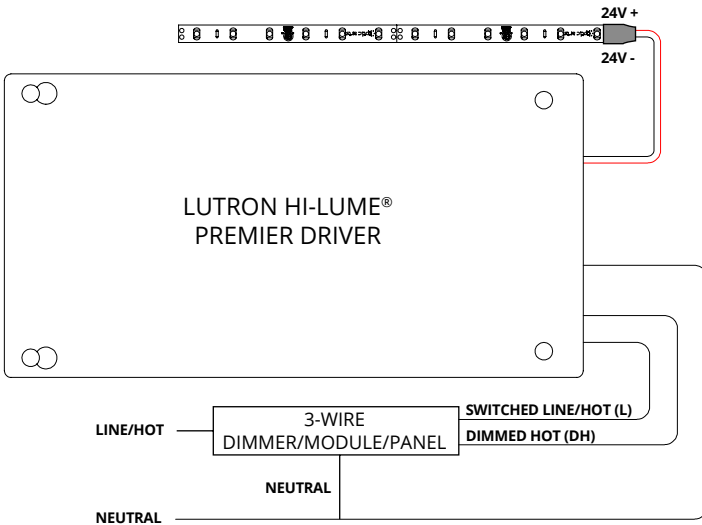 24V +
24V -
LUTRON HI-LUME®
PREMIER DRIVER
SWITCHED LINE/HOT (L)
3-WIRE
DIMMER/MODULE/PANEL
LINE/HOT
DIMMED HOT (DH)
NEUTRAL
NEUTRAL